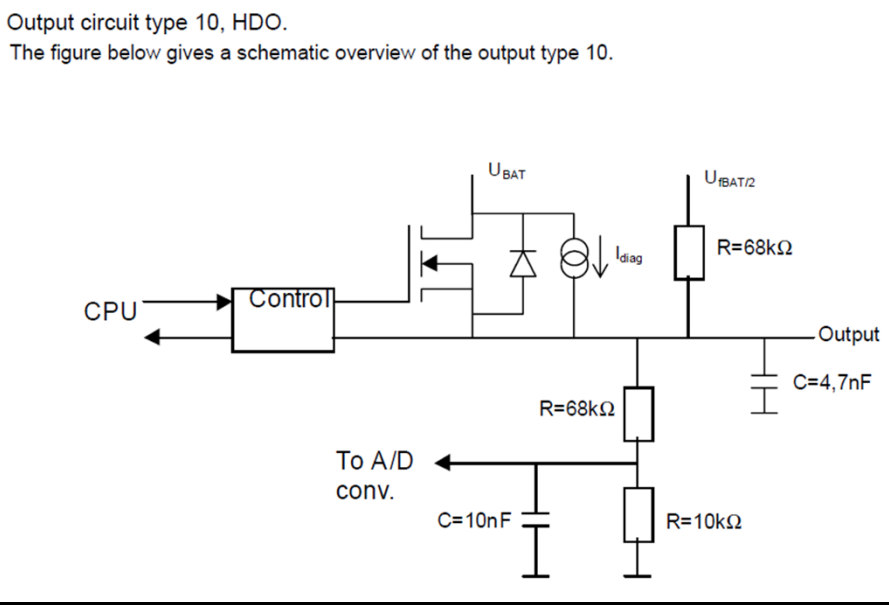 Output circuit type 10, HDO.
The figure below gives a schematic overview of the output type 10.
UBAT
UfBAT/2
Idiag
R=68kΩ
Control
CPU
Output
C=4,7nF
R=68kΩ
To A/D
conv.
C=10nF
R=10kΩ